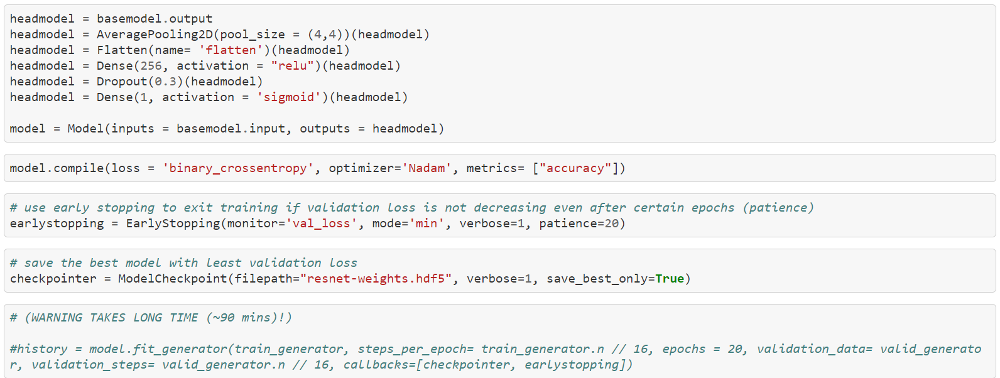 headmodel = basemodel.output
headmodel = AveragePooling2D(pool_size = (4,4))(headmodel)
headmodel = Flatten(name= 'flatten')(headmodel)
headmodel = Dense(256, activation = "relu")(headmodel)
headmodel = Dropout(0.3)(headmodel)
headmodel = Dense(1, activation = 'sigmoid')(headmodel)
model = Model(inputs = basemodel.input, outputs = headmodel)
model.compile(loss = 'binary_crossentropy', optimizer='Nadam', metrics= ["accuracy"])
# use early stopping to exit training if validation loss is not decreasing even after certain epochs (patience)
earlystopping = EarlyStopping(monitor='val_loss', mode='min', verbose=1, patience=20)
# save the best model with least validation loss
checkpointer = ModelCheckpoint(filepath="resnet-weights.hdf5", verbose=1, save_best_only=True)
# (WARNING TAKES LONG TIME (~90 mins)!)
#history = model.fit_generator(train_generator, steps_per_epoch= train_generator.n // 16, epochs = 20, validation_data= valid_generato
r, validation_steps= valid_generator.n // 16, callbacks=[checkpointer, earlystopping])